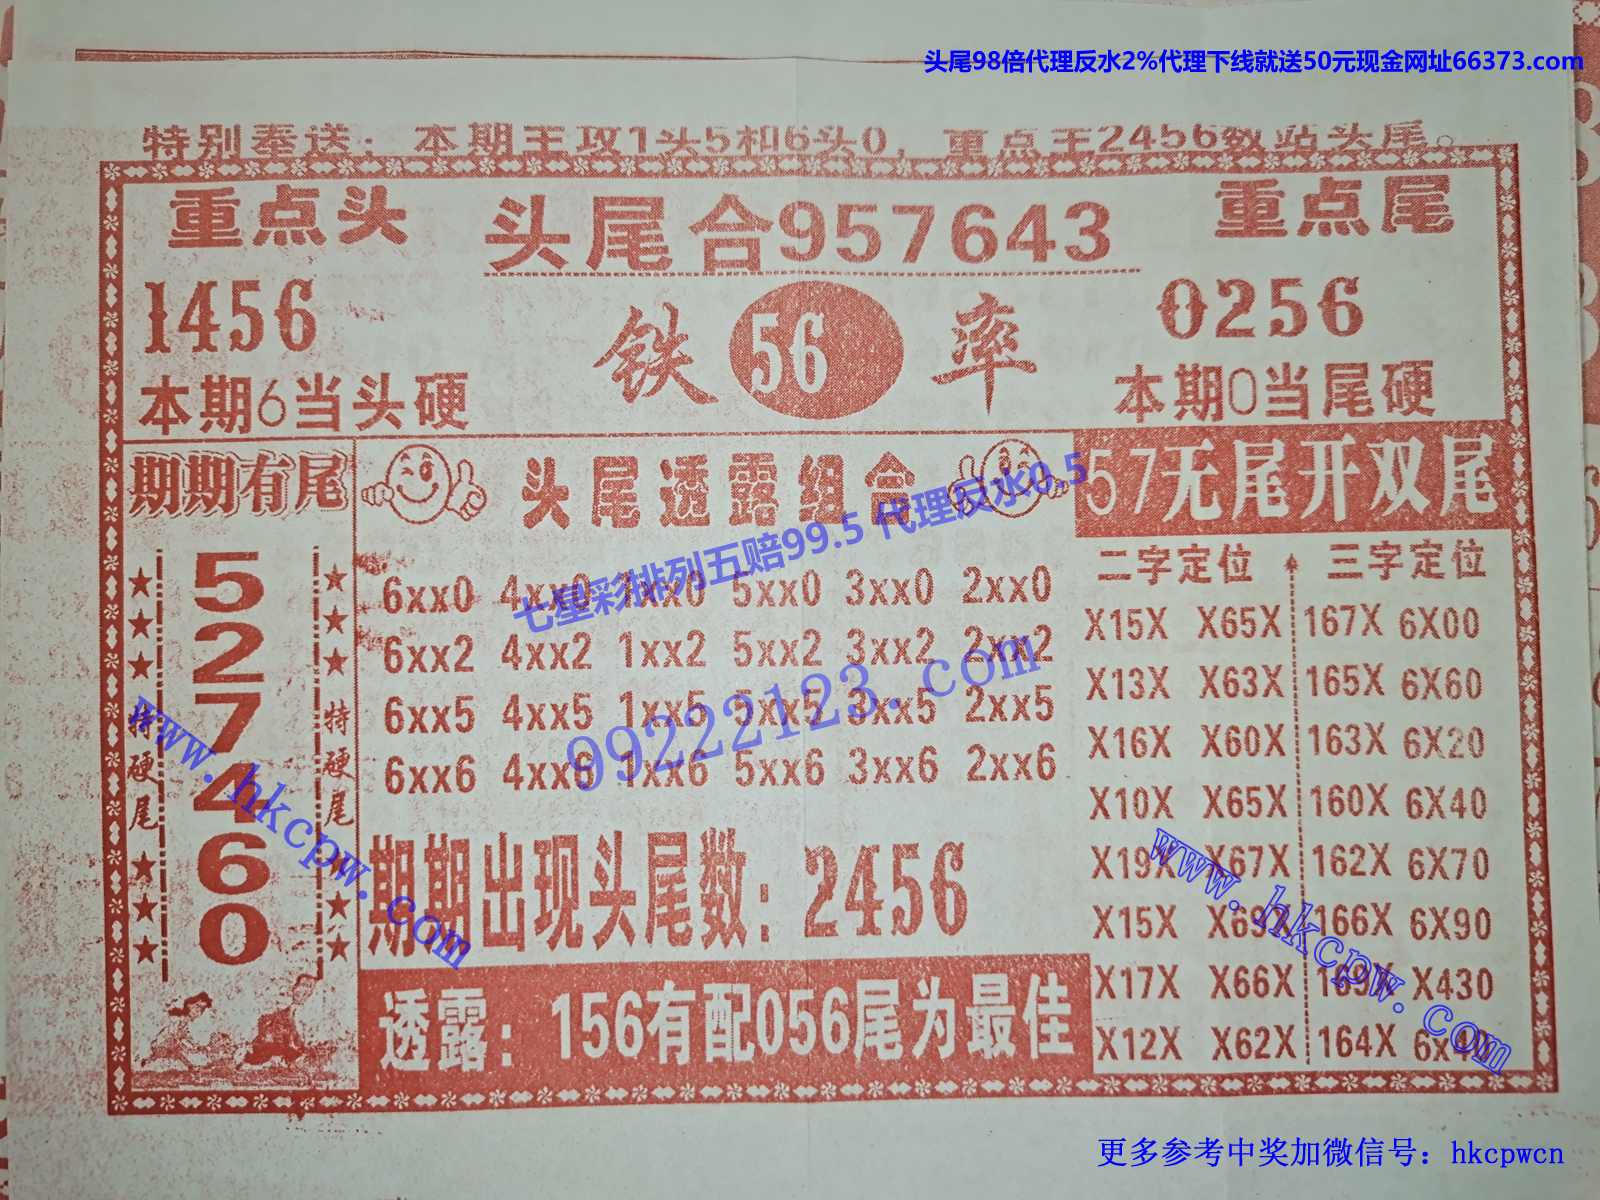 头尾98倍代理反水2%代理下线就送50元现金网址66373.com
特别奉送：本期主攻1头5和6头0，重点主2456数站头尾。
重点头
头尾合957643
重点尾
1456
铁 56 率
0256
本期6当头硬
本期0当尾硬
期期有尾
头尾透露组合
57无尾开双尾
5
2
7
4
6
0
特硬尾
特硬尾
七星彩排列五赔99.5 代理反水0.5
6xx0 4xx0 1xx0 5xx0 3xx0 2xx0
6xx2 4xx2 1xx2 5xx2 3xx2 2xx2
6xx5 4xx5 1xx5 5xx5 3xx5 2xx5
6xx6 4xx6 1xx6 5xx6 3xx6 2xx6
99222123.com
www.hkcpw.com
期期出现头尾数：2456
透露：156有配056尾为最佳
二字定位 三字定位
X15X X65X 167X 6X00
X13X X63X 165X 6X60
X16X X60X 163X 6X20
X10X X65X 160X 6X40
X19X X67X 162X 6X70
X15X X69X 166X 6X90
X17X X66X 169X X430
X12X X62X 164X
www.hkcpw.com
更多参考中奖加微信号：hkcpwcn